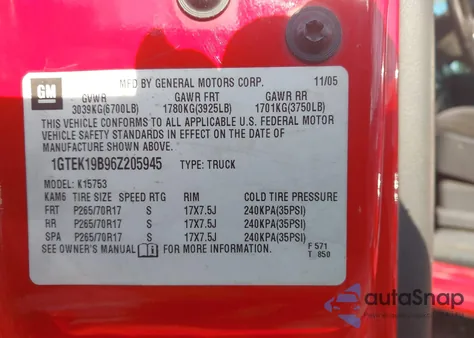 GM
MFD BY GENERAL MOTORS CORP. 11/05
GVWR GAWR FRT GAWR RR
3039KG(6700LB) 1780KG(3925LB) 1701KG(3750LB)
THIS VEHICLE CONFORMS TO ALL APPLICABLE U.S. FEDERAL MOTOR
VEHICLE SAFETY STANDARDS IN EFFECT ON THE DATE OF
MANUFACTURE SHOWN ABOVE.
1GTEK19B96Z205945 TYPE: TRUCK
MODEL: K15753
KAM6 TIRE SIZE SPEED RTG RIM COLD TIRE PRESSURE
FRT P265/70R17 S 17X7.5J 240KPA(35PSI)
RR P265/70R17 S 17X7.5J 240KPA(35PSI)
SPA P265/70R17 S 17X7.5J 240KPA(35PSI)
SEE OWNER'S MANUAL FOR MORE INFORMATION. F 571
T 850
autoSnap